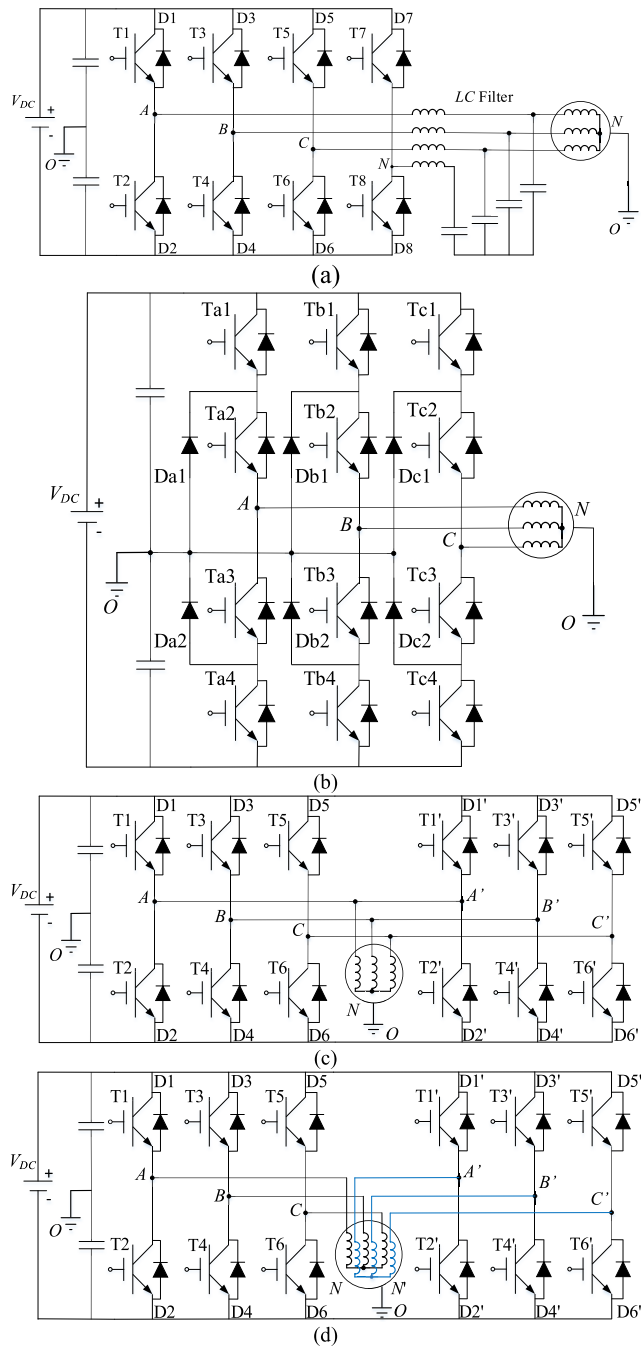 D1 D3 D5 D7
T1 T3 T5 T7
V_DC + -
LC Filter
A
B
C
N
N
O
O
T2 T4 T6 T8
D2 D4 D6 D8
(a)
Ta1 Tb1 Tc1
Ta2 Tb2 Tc2
Da1 Db1 Dc1
V_DC + -
A
B
C
N
O
O
Ta3 Tb3 Tc3
Da2 Db2 Dc2
Ta4 Tb4 Tc4
(b)
D1 D3 D5 D1' D3' D5'
T1 T3 T5 T1' T3' T5'
V_DC + -
A A'
B B'
C C'
O
T2 T4 T6 T2' T4' T6'
N
O
D2 D4 D6 D2' D4' D6'
(c)
D1 D3 D5 D1' D3' D5'
T1 T3 T5 T1' T3' T5'
V_DC + -
A A'
B B'
C C'
O
T2 T4 T6 T2' T4' T6'
N N'
O
D2 D4 D6 D2' D4' D6'
(d)